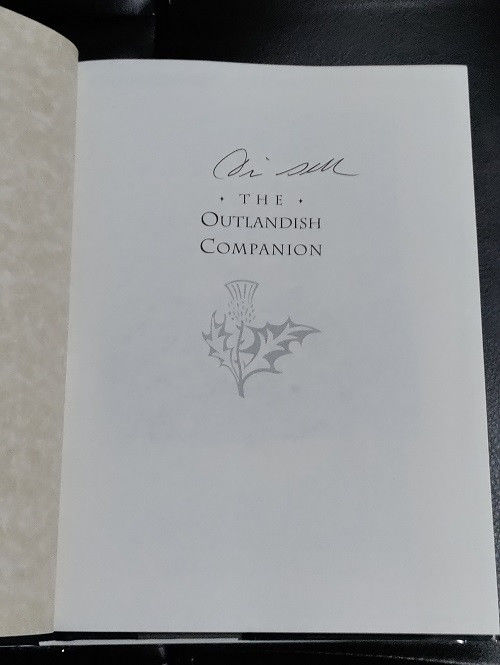 • THE •
OUTLANDISH
COMPANION